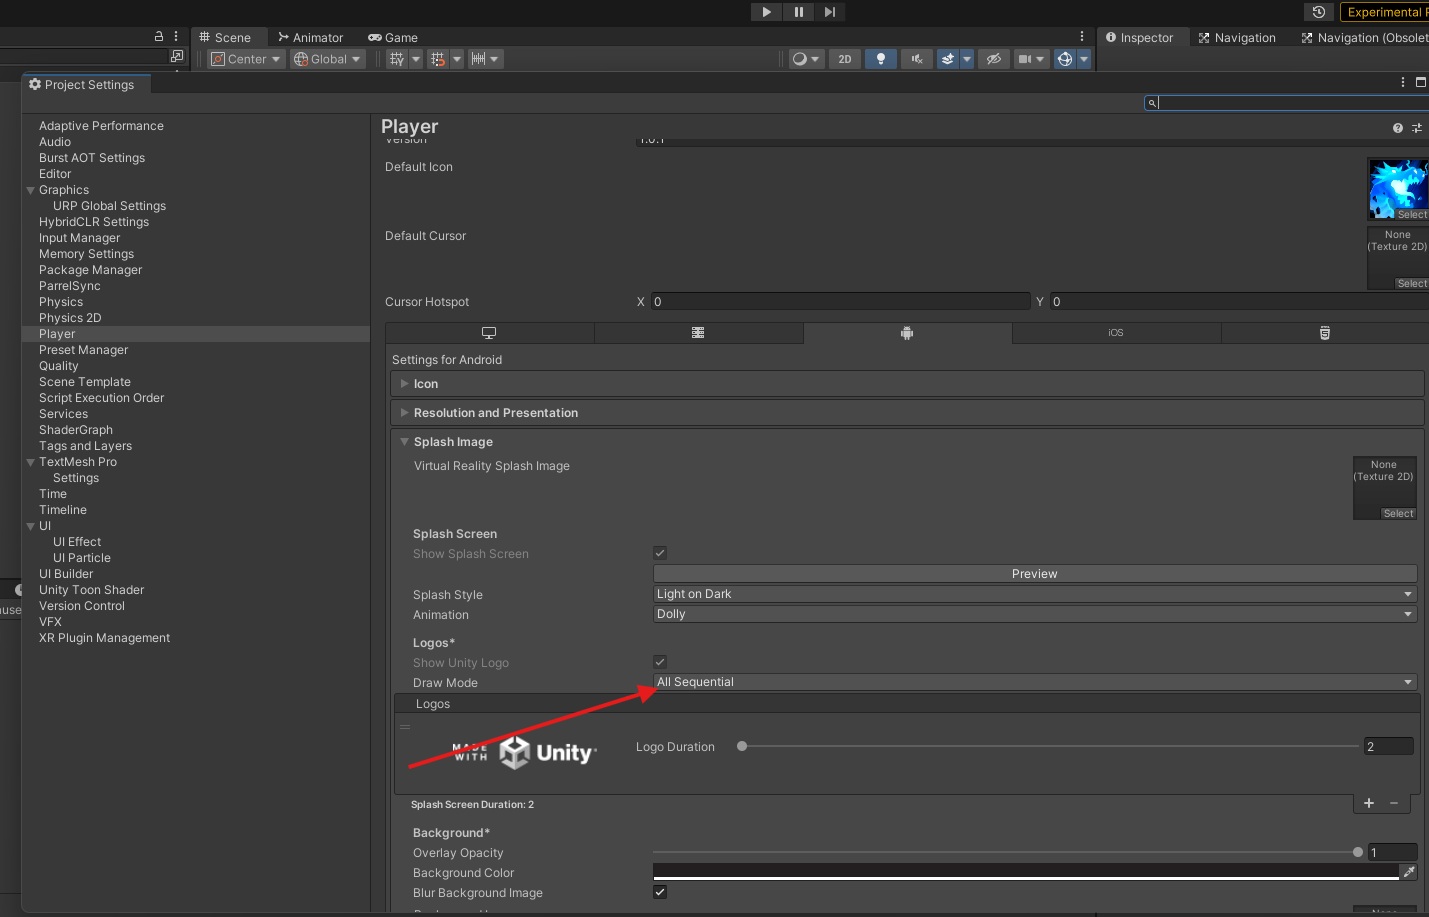 Experimental
Scene
Animator
Game
Inspector
Navigation
Navigation (Obsolet
Center
Global
2D
Project Settings
Adaptive Performance
Audio
Burst AOT Settings
Editor
Graphics
URP Global Settings
HybridCLR Settings
Input Manager
Memory Settings
Package Manager
ParrelSync
Physics
Physics 2D
Player
Preset Manager
Quality
Scene Template
Script Execution Order
Services
ShaderGraph
Tags and Layers
TextMesh Pro
Settings
Time
Timeline
UI
UI Effect
UI Particle
UI Builder
Unity Toon Shader
Version Control
VFX
XR Plugin Management
Player
Version 1.0.1
Default Icon
Select
Default Cursor
None
(Texture 2D)
Select
Cursor Hotspot X 0 Y 0
iOS
Settings for Android
Icon
Resolution and Presentation
Splash Image
Virtual Reality Splash Image
None
(Texture 2D)
Select
Splash Screen
Show Splash Screen
Preview
Splash Style Light on Dark
Animation Dolly
Logos*
Show Unity Logo
Draw Mode All Sequential
Logos
MADE
WITH Unity
Logo Duration 2
Splash Screen Duration: 2
Background*
Overlay Opacity 1
Background Color
Blur Background Image